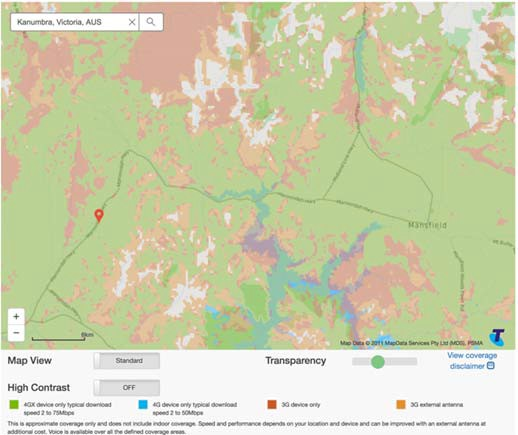 Kanumbra, Victoria, AUS
Mansfield
6km
Map Data © 2011 MapData Services Pty Ltd (MDS), PSMA
Map View
Standard
Transparency
View coverage
disclaimer
High Contrast
OFF
4GX device only typical download
speed 2 to 75Mbps
4G device only typical download
speed 2 to 50Mbps
3G device only
3G external antenna
This is approximate coverage only and does not include indoor coverage. Speed and performance depends on your location and device and can be improved with an external antenna at
additional cost. Voice is available over all the defined coverage areas.